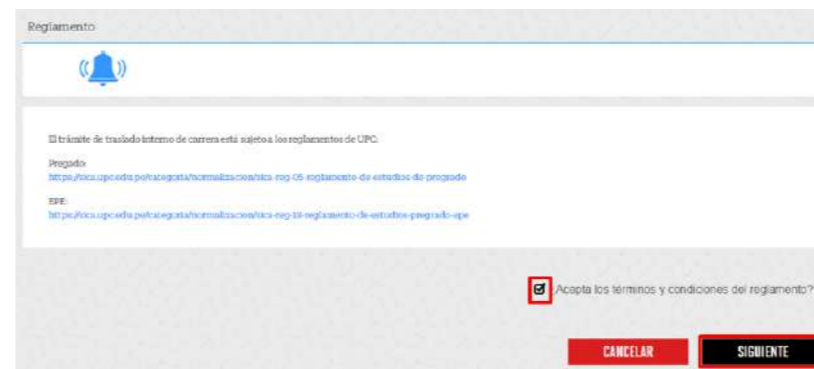 Reglamento
El trámite de traslado interno de carrera está sujeto a los reglamentos de UPC:
Pregado:
https://sica.upc.edu.pe/categoria/normalizacion/sica-reg-05-reglamento-de-estudios-de-pregrado
EPE:
https://sica.upc.edu.pe/categoria/normalizacion/sica-reg-13-reglamento-de-estudios-pregrado-epe
¿Acepta los términos y condiciones del reglamento?
CANCELAR
SIGUIENTE